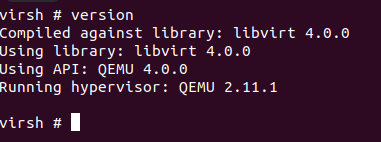 virsh # version
Compiled against library: libvirt 4.0.0
Using library: libvirt 4.0.0
Using API: QEMU 4.0.0
Running hypervisor: QEMU 2.11.1
virsh #